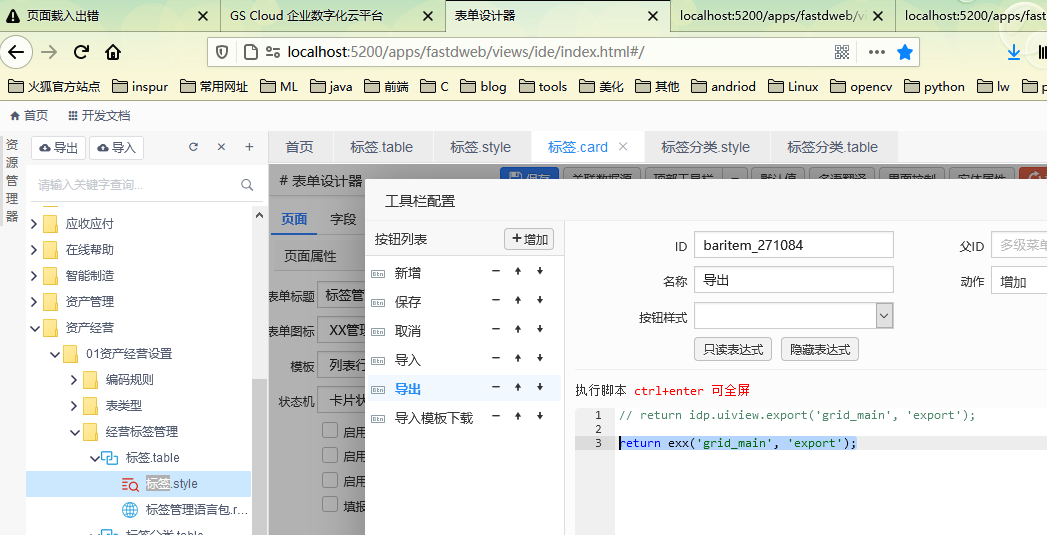 页面载入出错
GS Cloud 企业数字化云平台
表单设计器
localhost:5200/apps/fastdweb/vi
localhost:5200/apps/fast
localhost:5200/apps/fastdweb/views/ide/index.html#/
火狐官方站点 inspur 常用网址 ML java 前端 C blog tools 美化 其他 andriod Linux opencv python lw
首页 开发文档
资源管理器
导出 导入
首页 标签.table 标签.style 标签.card 标签分类.style 标签分类.table
请输入关键字查询...
# 表单设计器
应收应付
在线帮助
智能制造
资产管理
资产经营
01资产经营设置
编码规则
表类型
经营标签管理
标签.table
标签.style
标签管理语言包.r...
标签分类.table
页面 字段
页面属性
表单标题 标签管
表单图标 XX管理
模板 列表行
状态机 卡片状
启用
启用
启用
填报
工具栏配置
按钮列表 +增加
Btn 新增
Btn 保存
Btn 取消
Btn 导入
Btn 导出
Btn 导入模板下载
ID baritem_271084 父ID 多级菜单
名称 导出 动作 增加
按钮样式
只读表达式 隐藏表达式
执行脚本 ctrl+enter 可全屏
1 // return idp.uiview.export('grid_main', 'export');
2
3 return exx('grid_main', 'export');